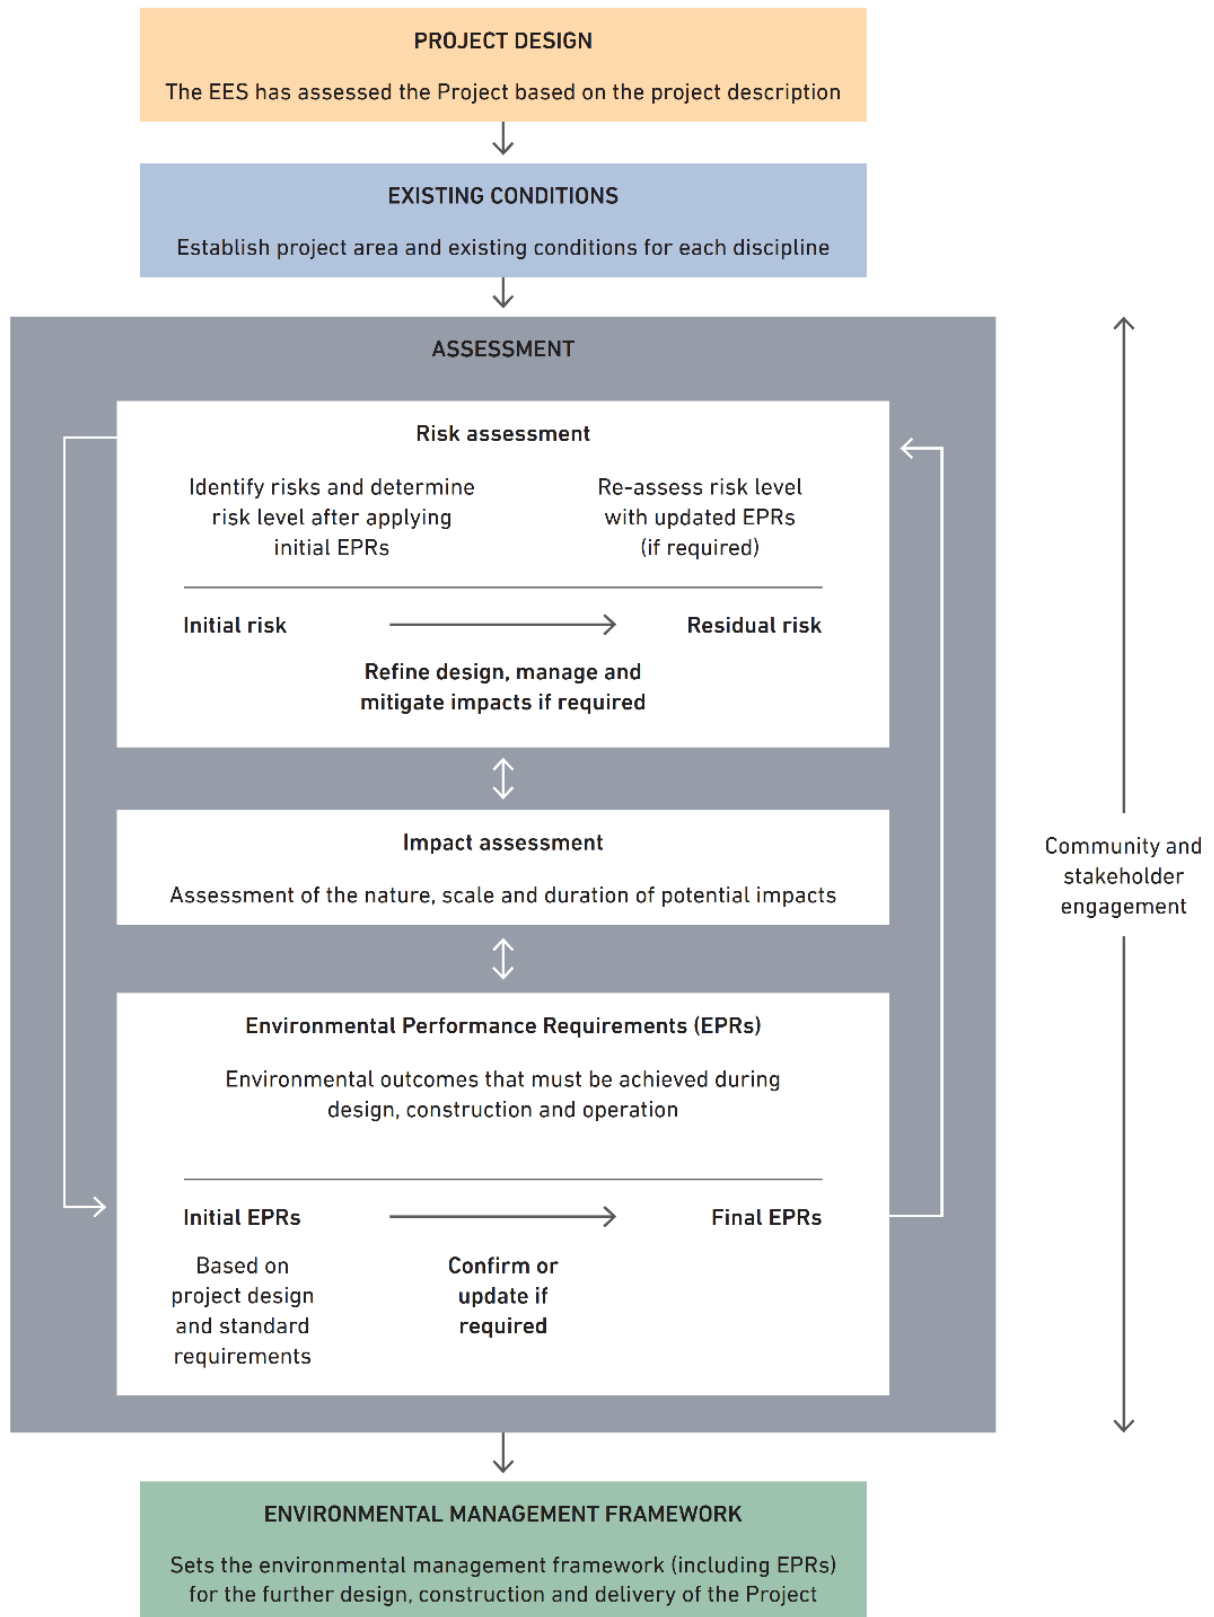 PROJECT DESIGN
The EES has assessed the Project based on the project description
EXISTING CONDITIONS
Establish project area and existing conditions for each discipline
ASSESSMENT
Risk assessment
Identify risks and determine
risk level after applying
initial EPRs
Re-assess risk level
with updated EPRs
(if required)
Initial risk
Residual risk
Refine design, manage and
mitigate impacts if required
Impact assessment
Assessment of the nature, scale and duration of potential impacts
Environmental Performance Requirements (EPRs)
Environmental outcomes that must be achieved during
design, construction and operation
Initial EPRs
Final EPRs
Based on
project design
and standard
requirements
Confirm or
update if
required
Community and
stakeholder
engagement
ENVIRONMENTAL MANAGEMENT FRAMEWORK
Sets the environmental management framework (including EPRs)
for the further design, construction and delivery of the Project